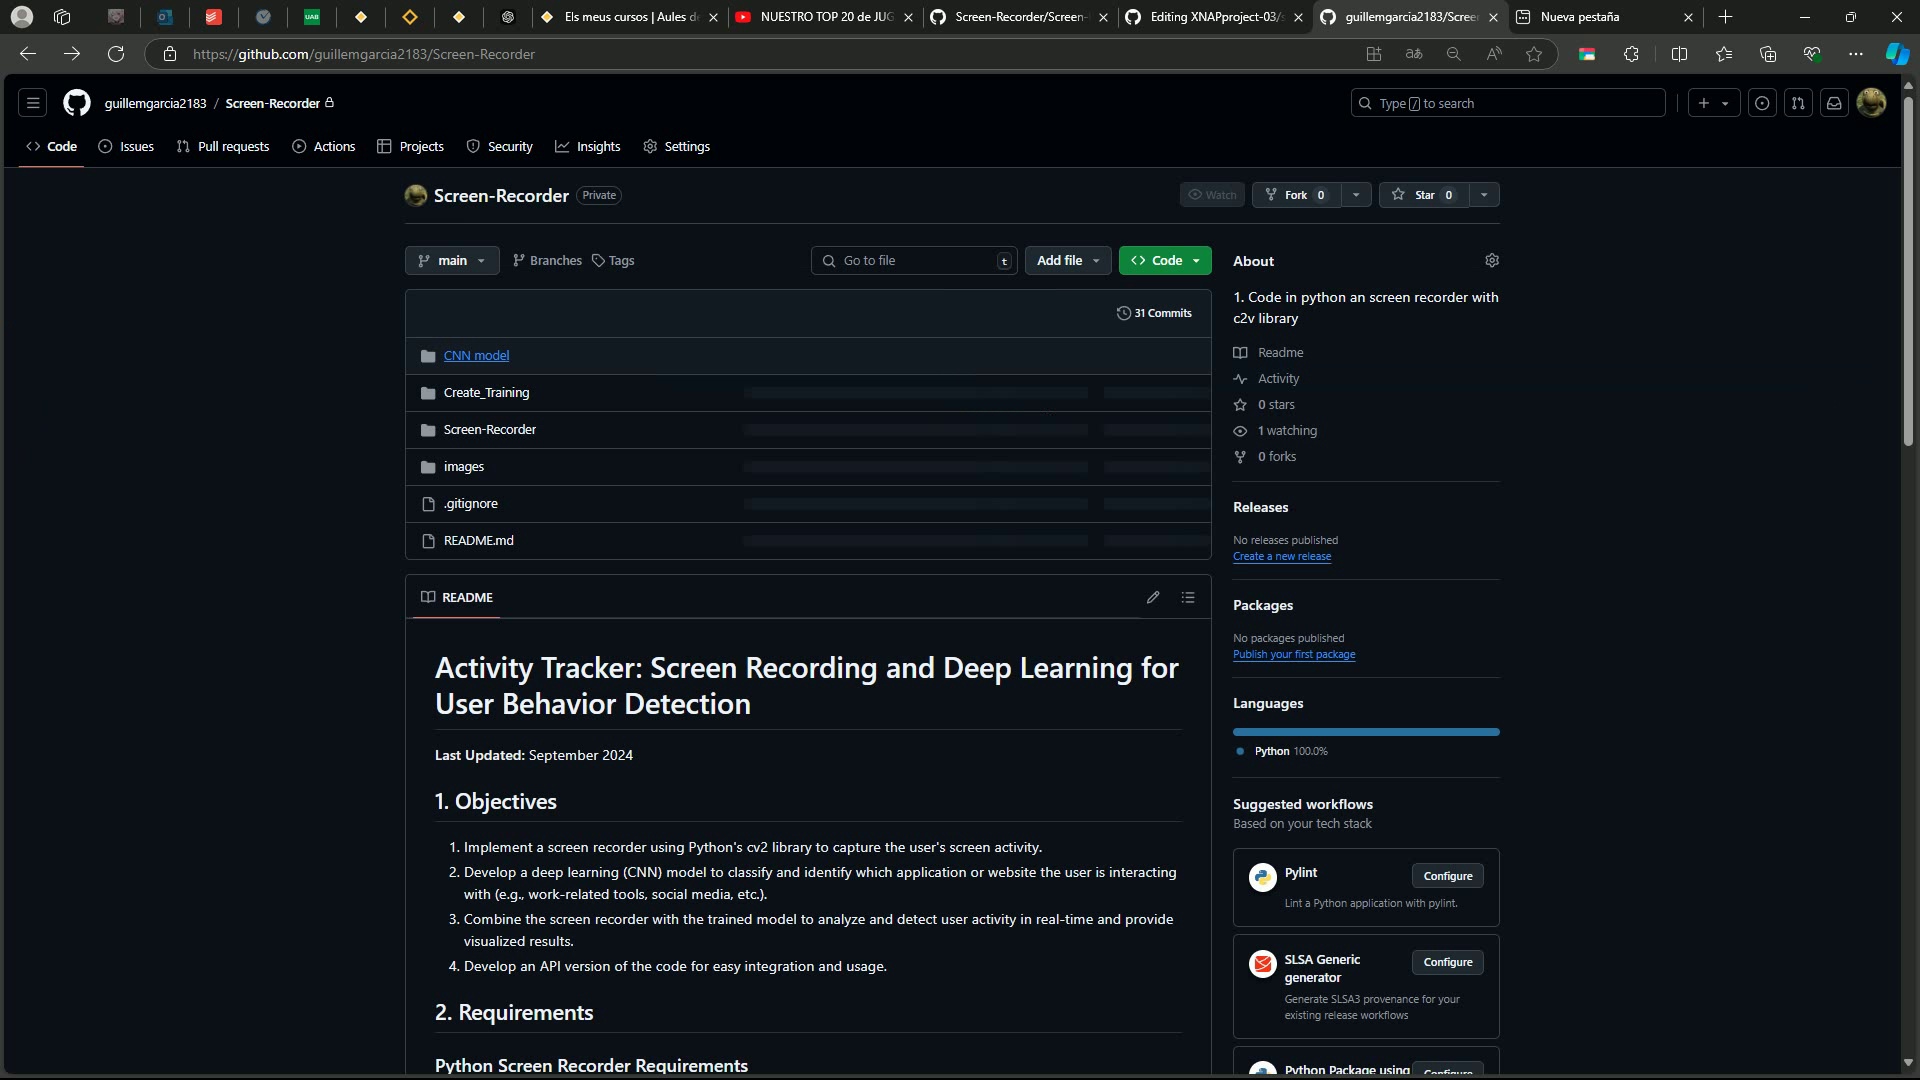 UAB
Els meus cursos | Aules d
NUESTRO TOP 20 de JUG
Screen-Recorder/Screen-
Editing XNAPproject-03/s
guillemgarcia2183/Screen
Nueva pestaña
https://github.com/guillemgarcia2183/Screen-Recorder
guillemgarcia2183 / Screen-Recorder
Type / to search
Code
Issues
Pull requests
Actions
Projects
Security
Insights
Settings
Screen-Recorder Private
Watch
Fork 0
Star 0
main
Branches
Tags
Go to file t
Add file
Code
31 Commits
CNN model
Create_Training
Screen-Recorder
images
.gitignore
README.md
README
Activity Tracker: Screen Recording and Deep Learning for
User Behavior Detection
Last Updated: September 2024
1. Objectives
1. Implement a screen recorder using Python's cv2 library to capture the user's screen activity.
2. Develop a deep learning (CNN) model to classify and identify which application or website the user is interacting
with (e.g., work-related tools, social media, etc.).
3. Combine the screen recorder with the trained model to analyze and detect user activity in real-time and provide
visualized results.
4. Develop an API version of the code for easy integration and usage.
2. Requirements
Python Screen Recorder Requirements
About
1. Code in python an screen recorder with
c2v library
Readme
Activity
0 stars
1 watching
0 forks
Releases
No releases published
Create a new release
Packages
No packages published
Publish your first package
Languages
Python 100.0%
Suggested workflows
Based on your tech stack
Pylint
Configure
Lint a Python application with pylint.
SLSA Generic
generator
Configure
Generate SLSA3 provenance for your
existing release workflows
Python Package using
Configure